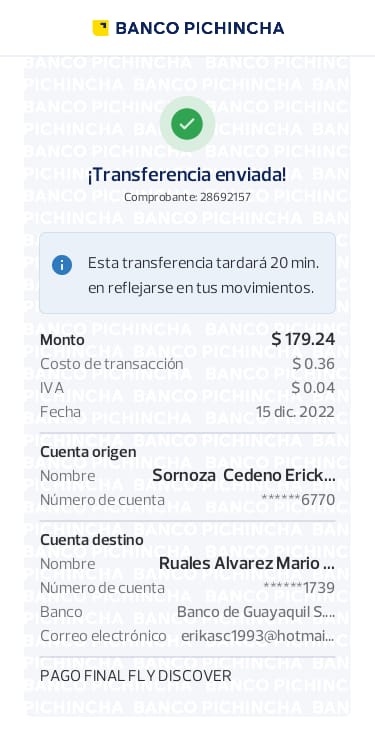 BANCO PICHINCHA
¡Transferencia enviada!
Comprobante: 28692157
Esta transferencia tardará 20 min.
en reflejarse en tus movimientos.
Monto $ 179.24
Costo de transacción $ 0.36
IVA $ 0.04
Fecha 15 dic. 2022
Cuenta origen
Nombre Sornoza Cedeno Erick...
Número de cuenta ******6770
Cuenta destino
Nombre Ruales Alvarez Mario ...
Número de cuenta ******1739
Banco Banco de Guayaquil S....
Correo electrónico erikasc1993@hotmai...
PAGO FINAL FLY DISCOVER